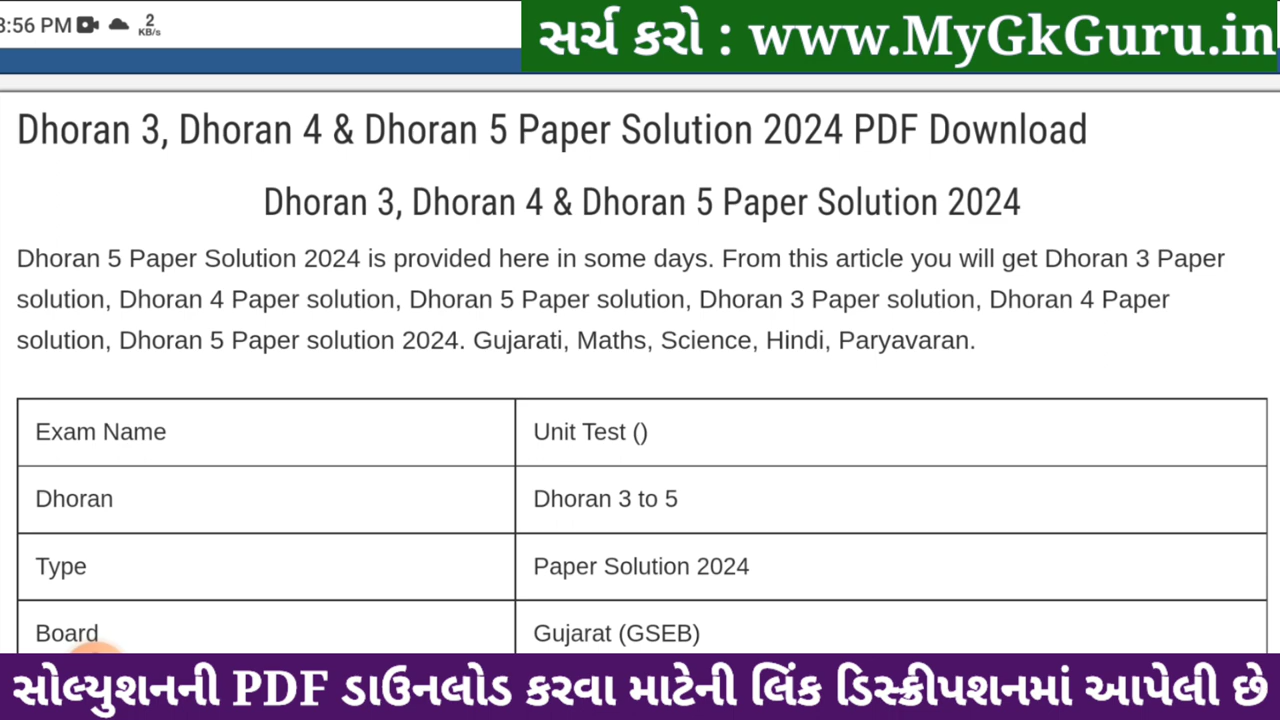 3:56 PM 2 KB/s
સર્ચ કરો : www.MyGkGuru.in
Dhoran 3, Dhoran 4 & Dhoran 5 Paper Solution 2024 PDF Download
Dhoran 3, Dhoran 4 & Dhoran 5 Paper Solution 2024
Dhoran 5 Paper Solution 2024 is provided here in some days. From this article you will get Dhoran 3 Paper
solution, Dhoran 4 Paper solution, Dhoran 5 Paper solution, Dhoran 3 Paper solution, Dhoran 4 Paper
solution, Dhoran 5 Paper solution 2024. Gujarati, Maths, Science, Hindi, Paryavaran.
Exam Name Unit Test ()
Dhoran Dhoran 3 to 5
Type Paper Solution 2024
Board Gujarat (GSEB)
સોલ્યુશનની PDF ડાઉનલોડ કરવા માટેની લિંક ડિસ્ક્રીપશનમાં આપેલી છે